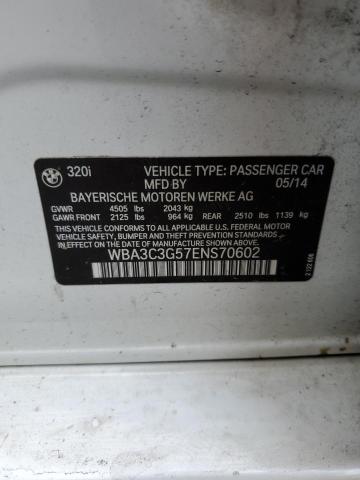 BMW
320i VEHICLE TYPE: PASSENGER CAR
MFD BY 05/14
BAYERISCHE MOTOREN WERKE AG
GVWR 4505 lbs 2043 kg
GAWR FRONT 2125 lbs 964 kg REAR 2510 lbs 1139 kg
THIS VEHICLE CONFORMS TO ALL APPLICABLE U.S. FEDERAL MOTOR
VEHICLE SAFETY, BUMPER, AND THEFT PREVENTION STANDARDS IN
EFFECT ON THE DATE OF MANUFACTURE SHOWN ABOVE.
WBA3C3G57ENS70602